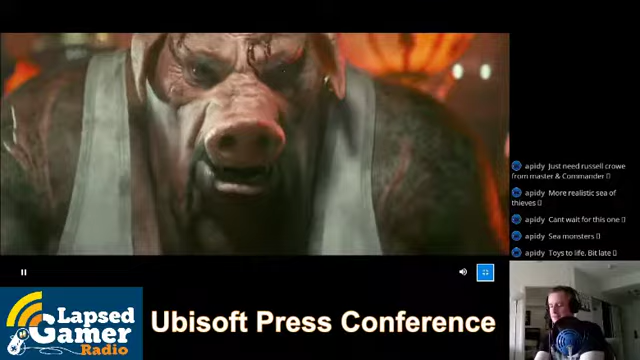 apidy Just need russell crowe
from master & Commander
apidy More realistic sea of
thieves
apidy Cant wait for this one
apidy Sea monsters
apidy Toys to life. Bit late
Lapsed
Gamer
Radio
Ubisoft Press Conference